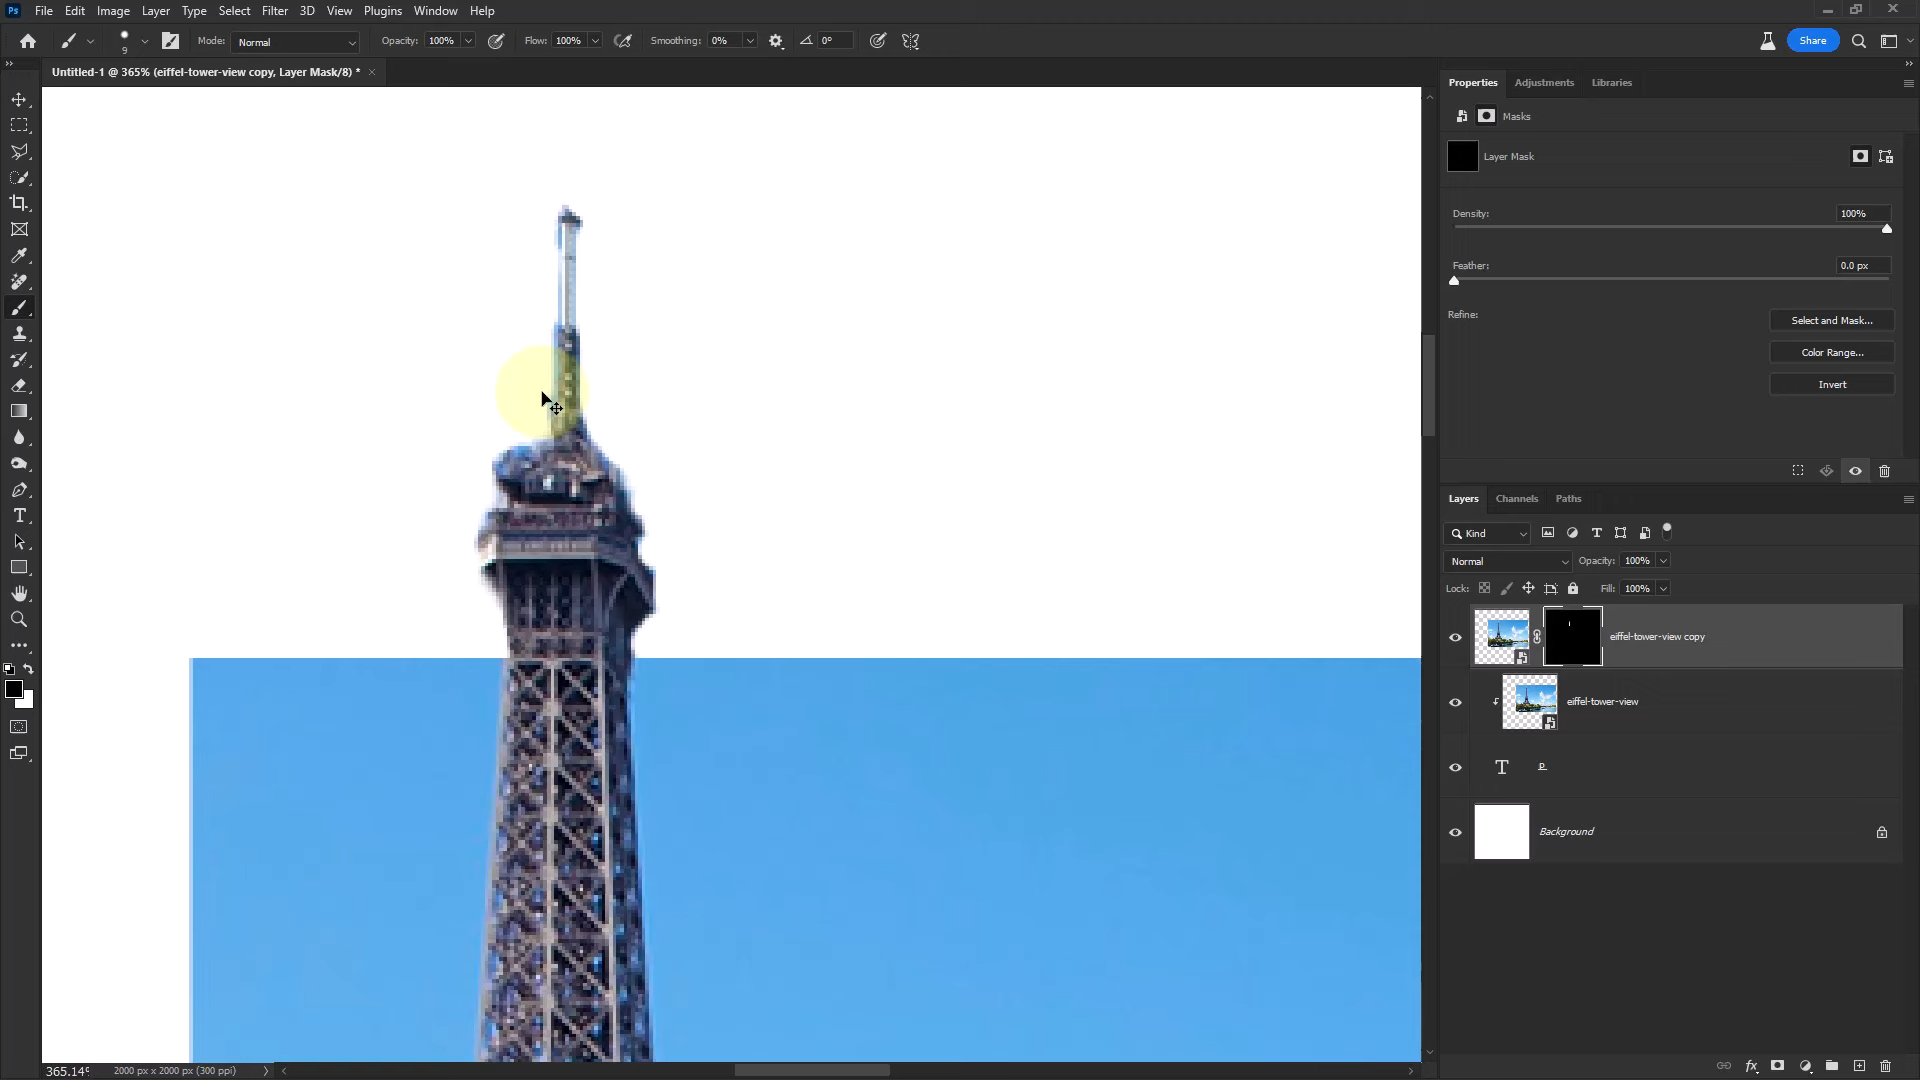 Ps File Edit Image Layer Type Select Filter 3D View Plugins Window Help
9 Mode: Normal Opacity: 100% Flow: 100% Smoothing: 0% 0° Share
Untitled-1 @ 365% (eiffel-tower-view copy, Layer Mask/8) * ×
Properties Adjustments Libraries
Masks
Layer Mask
Density: 100%
Feather: 0.0 px
Refine: Select and Mask...
Color Range...
Invert
Layers Channels Paths
Kind
Normal Opacity: 100%
Lock: Fill: 100%
eiffel-tower-view copy
eiffel-tower-view
T p
Background
365.14% 2000 px x 2000 px (300 ppi)